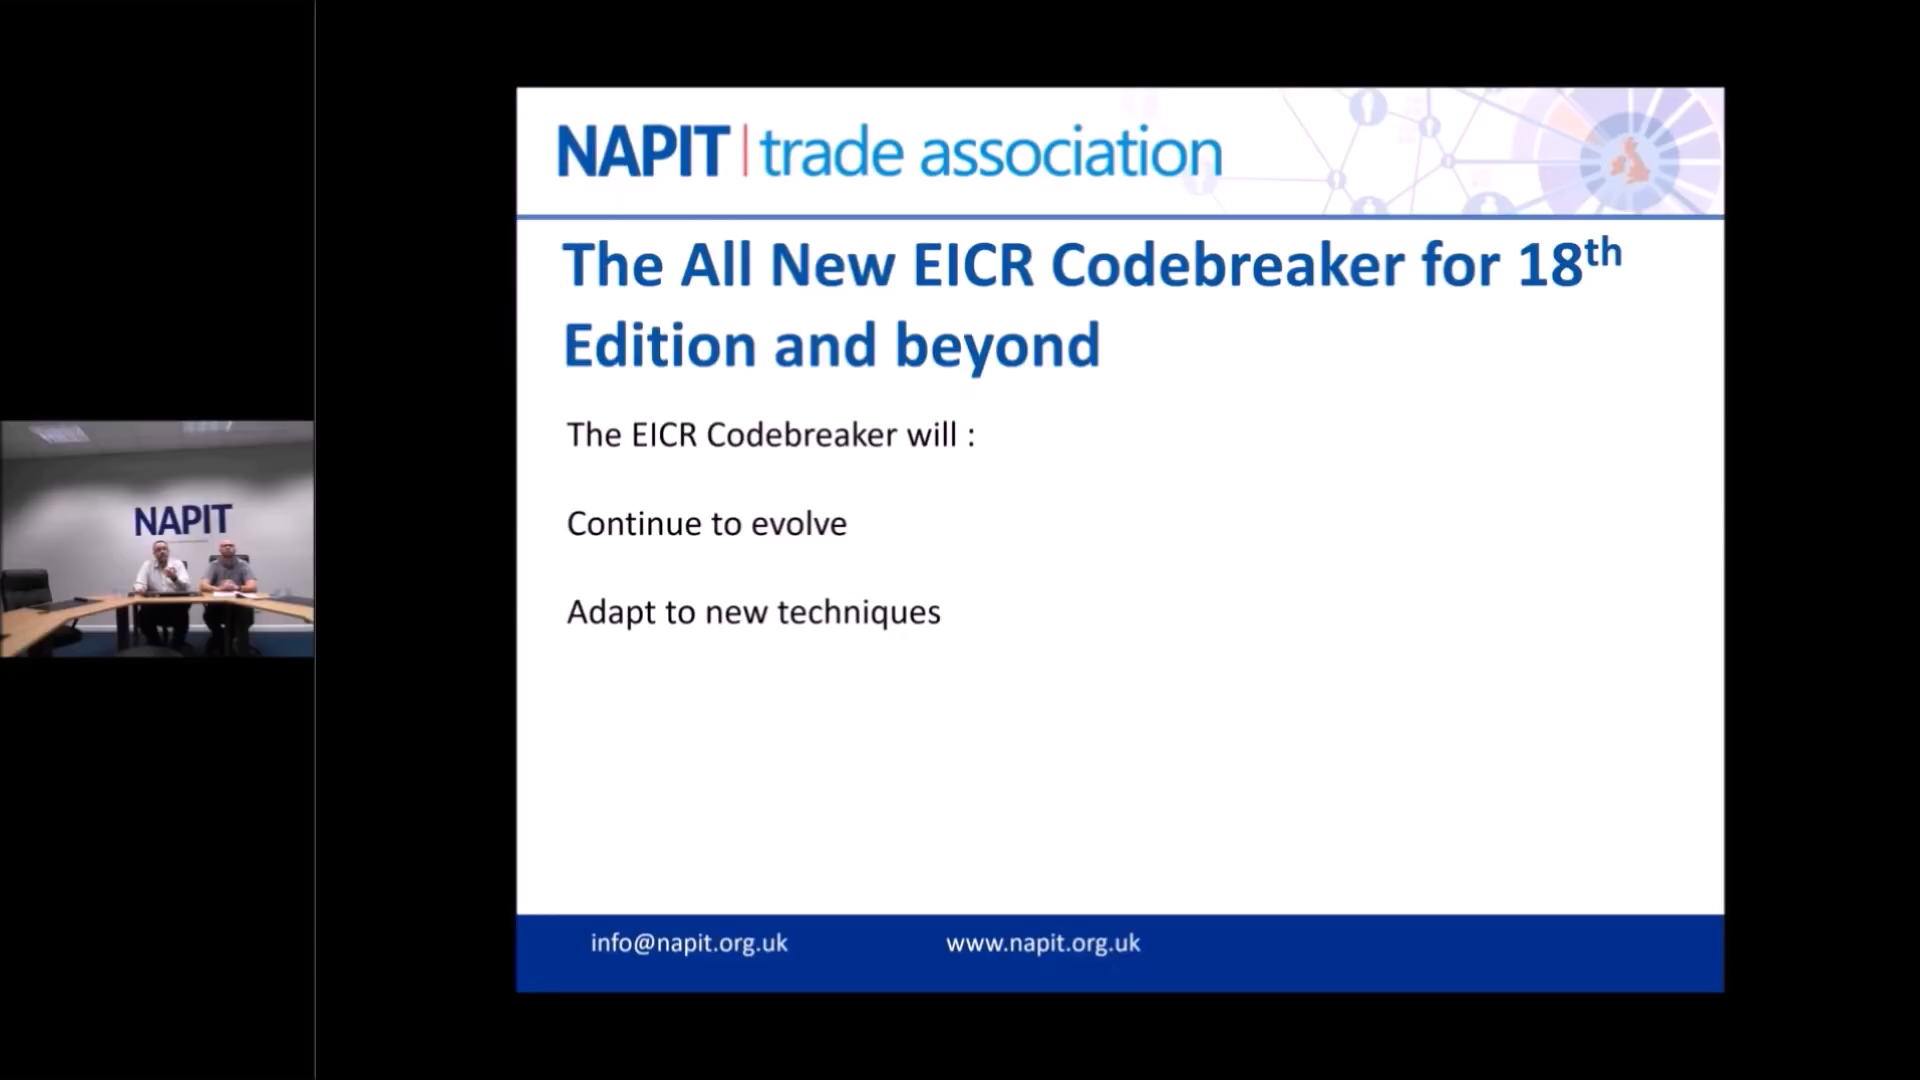 NAPIT | trade association
The All New EICR Codebreaker for 18th
Edition and beyond
The EICR Codebreaker will :
Continue to evolve
Adapt to new techniques
info@napit.org.uk
www.napit.org.uk
NAPIT